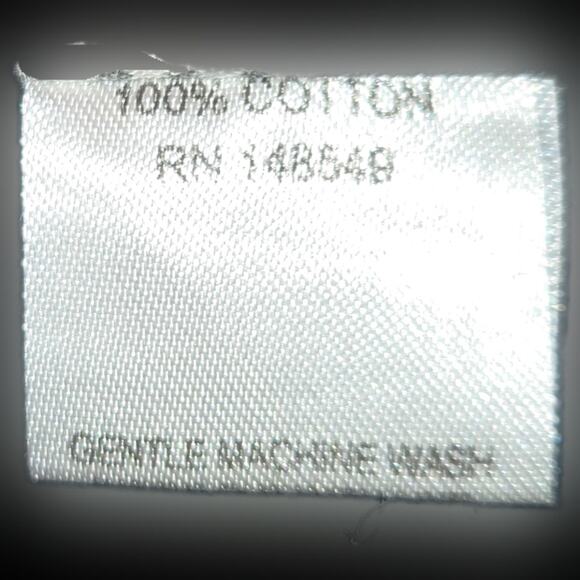 100% COTTON
RN 148549
GENTLE MACHINE WASH